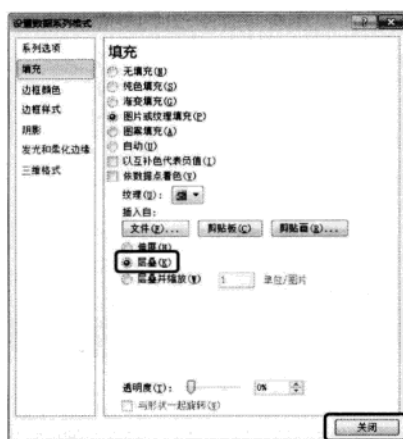 设置数据系列格式
系列选项
填充
边框颜色
边框样式
阴影
发光和柔化边缘
三维格式
填充
无填充(N)
纯色填充(S)
渐变填充(G)
图片或纹理填充(P)
图案填充(A)
自动(U)
以互补色代表负值(I)
依数据点着色(V)
纹理(U):
插入自:
文件(F)... 剪贴板(C) 剪贴画(R)...
伸展(H)
层叠(K)
层叠并缩放(W) 1 单位/图片
透明度(T): 0%
与形状一起旋转(W)
关闭